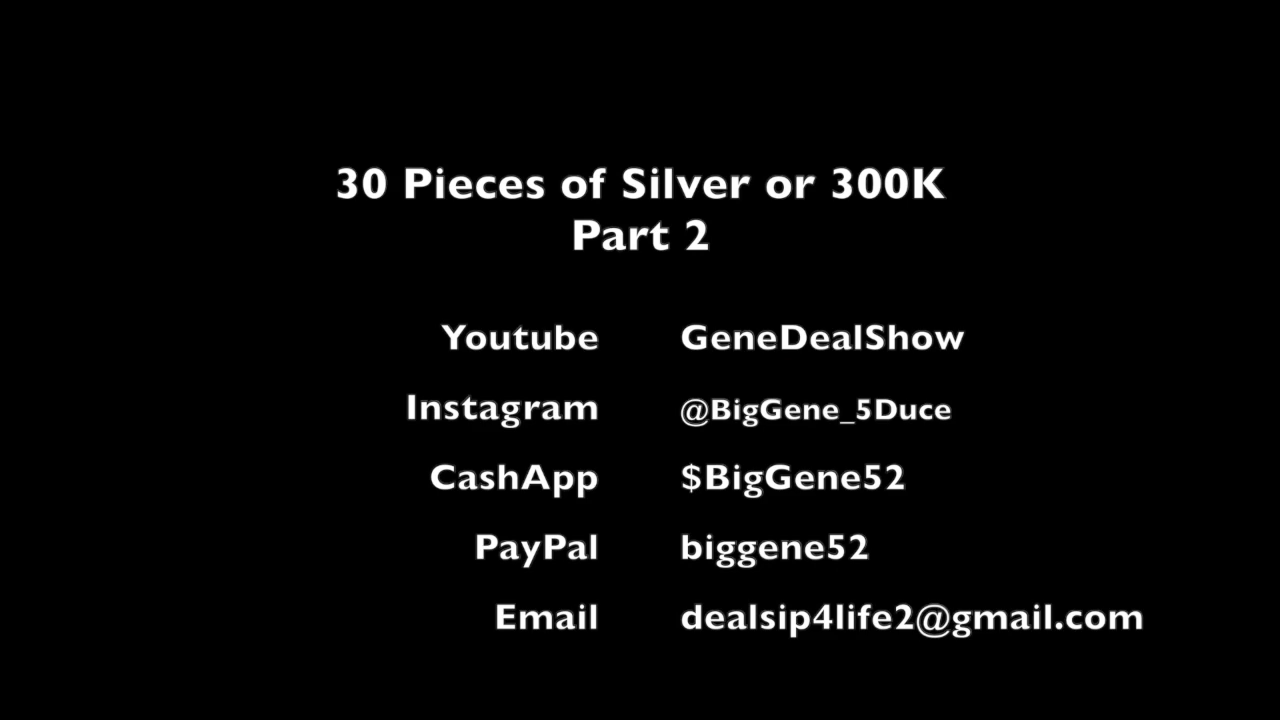 30 Pieces of Silver or 300K
Part 2
Youtube GeneDealShow
Instagram @BigGene_5Duce
CashApp $BigGene52
PayPal biggene52
Email dealsip4life2@gmail.com